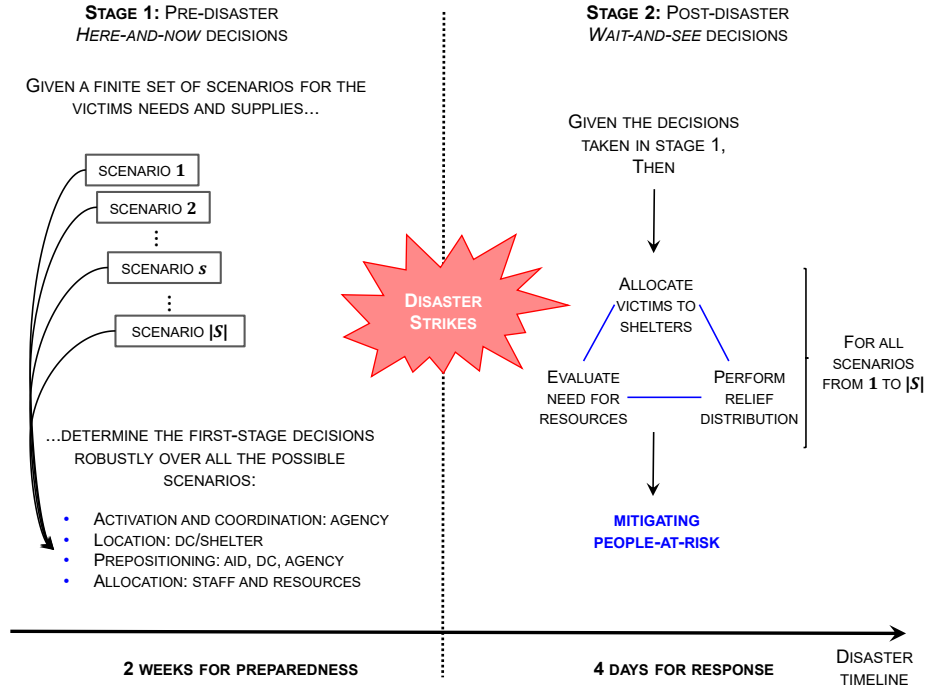 STAGE 1: PRE-DISASTER
HERE-AND-NOW DECISIONS
GIVEN A FINITE SET OF SCENARIOS FOR THE
VICTIMS NEEDS AND SUPPLIES...
SCENARIO 1
SCENARIO 2
⋮
SCENARIO s
⋮
SCENARIO |S|
...DETERMINE THE FIRST-STAGE DECISIONS
ROBUSTLY OVER ALL THE POSSIBLE
SCENARIOS:
• ACTIVATION AND COORDINATION: AGENCY
• LOCATION: DC/SHELTER
• PREPOSITIONING: AID, DC, AGENCY
• ALLOCATION: STAFF AND RESOURCES
DISASTER
STRIKES
STAGE 2: POST-DISASTER
WAIT-AND-SEE DECISIONS
GIVEN THE DECISIONS
TAKEN IN STAGE 1,
THEN
ALLOCATE
VICTIMS TO
SHELTERS
EVALUATE
NEED FOR
RESOURCES
PERFORM
RELIEF
DISTRIBUTION
FOR ALL
SCENARIOS
FROM 1 TO |S|
MITIGATING
PEOPLE-AT-RISK
2 WEEKS FOR PREPAREDNESS
4 DAYS FOR RESPONSE
DISASTER
TIMELINE